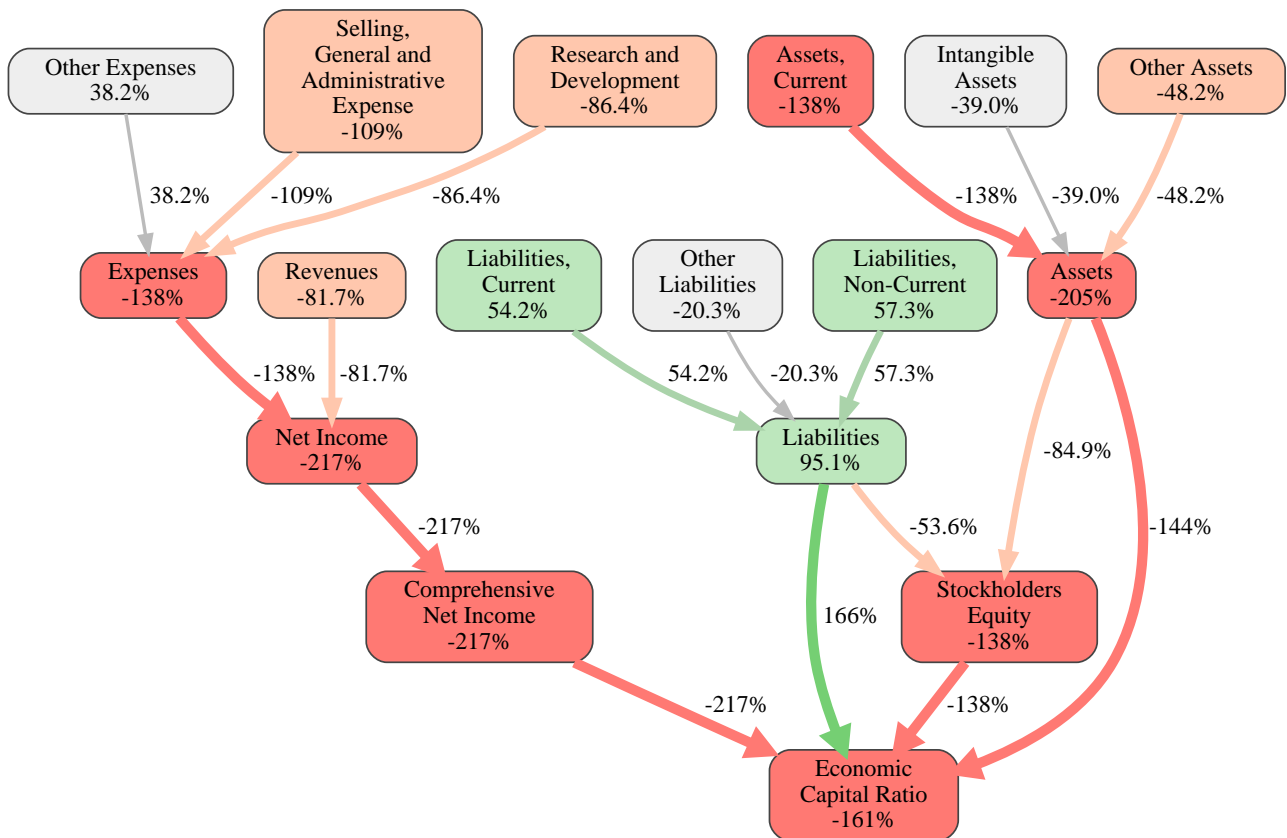 Other Expenses
38.2%
Selling,
General and
Administrative
Expense
-109%
Research and
Development
-86.4%
Assets,
Current
-138%
Intangible
Assets
-39.0%
Other Assets
-48.2%
38.2%
-109%
-86.4%
-138%
-39.0%
-48.2%
Expenses
-138%
Revenues
-81.7%
Liabilities,
Current
54.2%
Other
Liabilities
-20.3%
Liabilities,
Non-Current
57.3%
Assets
-205%
-138%
-81.7%
54.2%
-20.3%
57.3%
Net Income
-217%
Liabilities
95.1%
-84.9%
-217%
-53.6%
-144%
Comprehensive
Net Income
-217%
166%
Stockholders
Equity
-138%
-217%
-138%
Economic
Capital Ratio
-161%